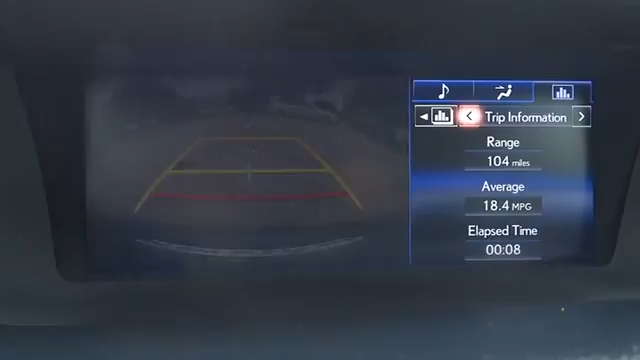 Trip Information
Range
104 miles
Average
18.4 MPG
Elapsed Time
00:08